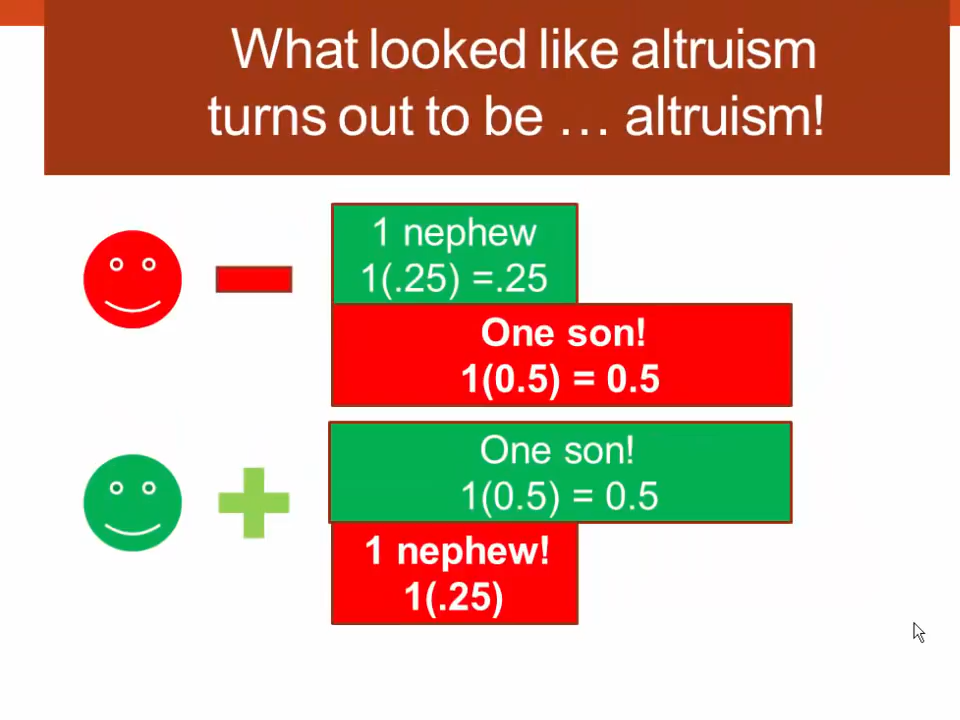 What looked like altruism
turns out to be … altruism!
1 nephew
1(.25) =.25
One son!
1(0.5) = 0.5
One son!
1(0.5) = 0.5
1 nephew!
1(.25)